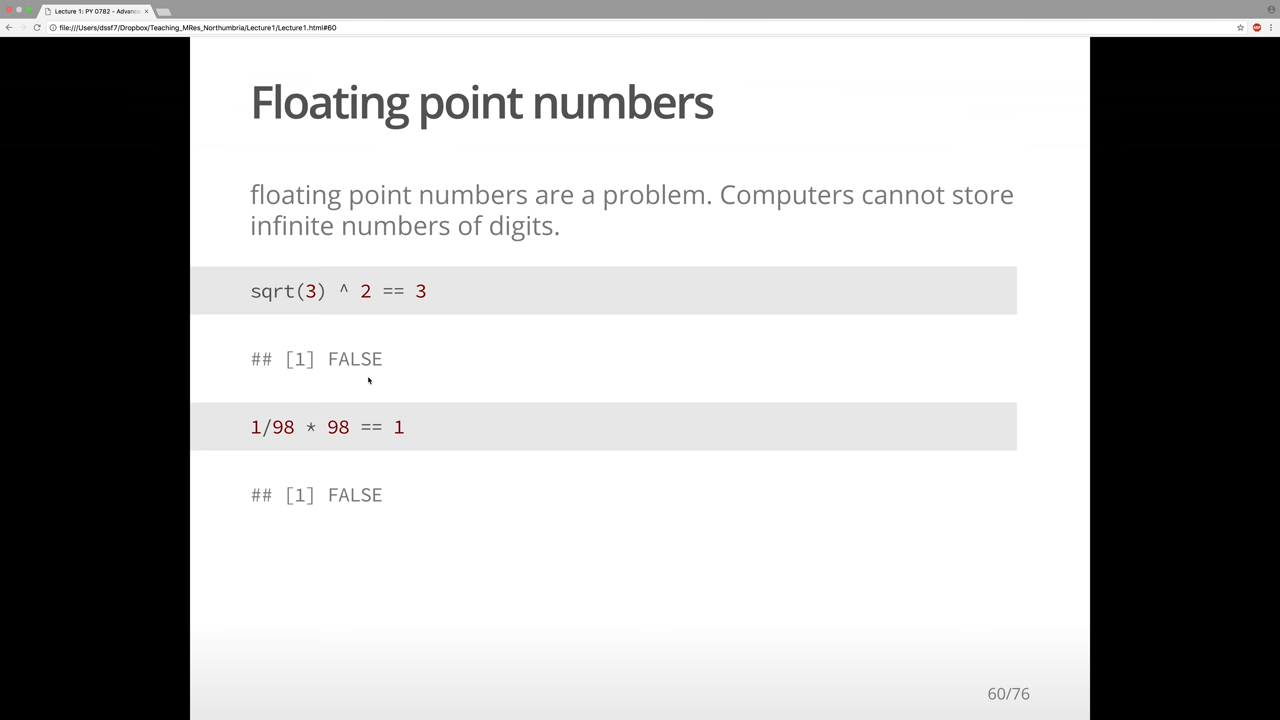 Lecture 1: PY 0782 - Advanc
file:///Users/dssf7/Dropbox/Teaching_MRes_Northumbria/Lecture1/Lecture1.html#60
Floating point numbers
floating point numbers are a problem. Computers cannot store
infinite numbers of digits.
sqrt(3) ^ 2 == 3
## [1] FALSE
1/98 * 98 == 1
## [1] FALSE
60/76